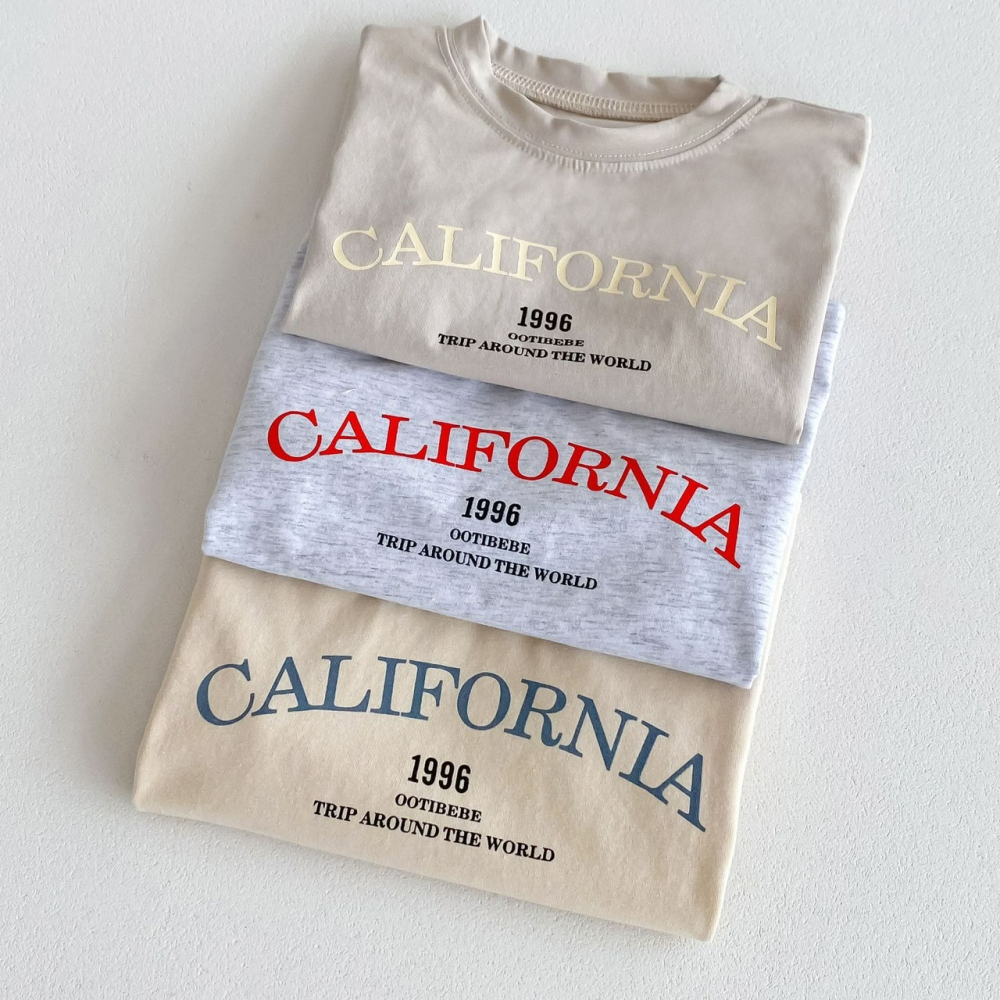 CALIFORNIA
1996
OOTIBEBE
TRIP AROUND THE WORLD
CALIFORNIA
1996
OOTIBEBE
TRIP AROUND THE WORLD
CALIFORNIA
1996
OOTIBEBE
TRIP AROUND THE WORLD